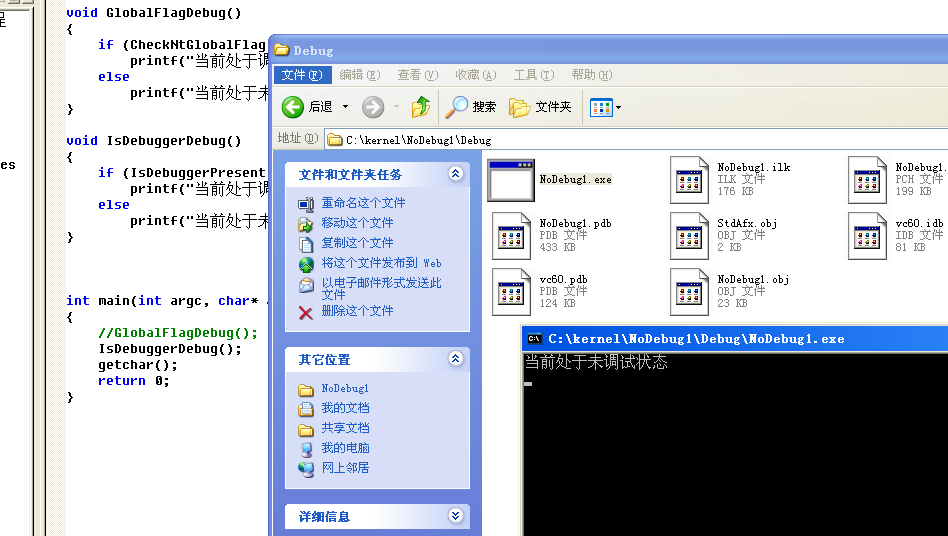 程
es
void GlobalFlagDebug()
{
if (CheckNtGlobalFlag
printf("当前处于调
else
printf("当前处于未
}
void IsDebuggerDebug()
{
if (IsDebuggerPresent
printf("当前处于调
else
printf("当前处于未
}
int main(int argc, char*
{
//GlobalFlagDebug();
IsDebuggerDebug();
getchar();
return 0;
}
Debug
文件(F) 编辑(E) 查看(V) 收藏(A) 工具(T) 帮助(H)
后退 搜索 文件夹
地址(D) C:\kernel\NoDebug1\Debug
文件和文件夹任务
重命名这个文件
移动这个文件
复制这个文件
将这个文件发布到 Web
以电子邮件形式发送此
文件
删除这个文件
其它位置
NoDebug1
我的文档
共享文档
我的电脑
网上邻居
详细信息
NoDebug1.exe
NoDebug1.ilk
ILK 文件
176 KB
NoDebug1.
PCH 文件
199 KB
NoDebug1.pdb
PDB 文件
433 KB
StdAfx.obj
OBJ 文件
2 KB
vc60.idb
IDB 文件
81 KB
vc60.pdb
PDB 文件
124 KB
NoDebug1.obj
OBJ 文件
23 KB
C:\kernel\NoDebug1\Debug\NoDebug1.exe
当前处于未调试状态